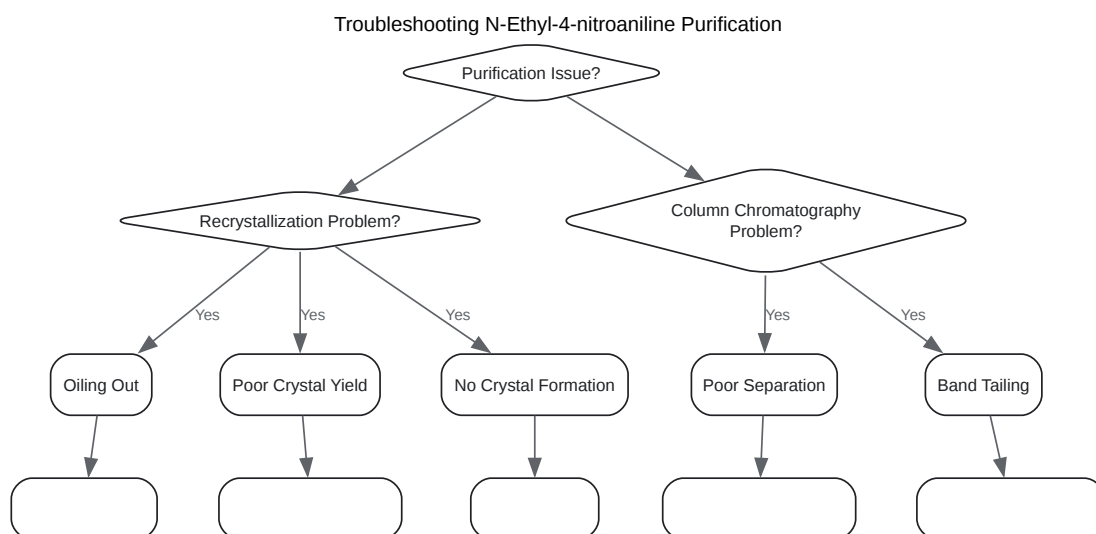 Troubleshooting N-Ethyl-4-nitroaniline Purification
Purification Issue?
Recrystallization Problem?
Column Chromatography
Problem?
Yes
Yes
Yes
Yes
Yes
Oiling Out
Poor Crystal Yield
No Crystal Formation
Poor Separation
Band Tailing